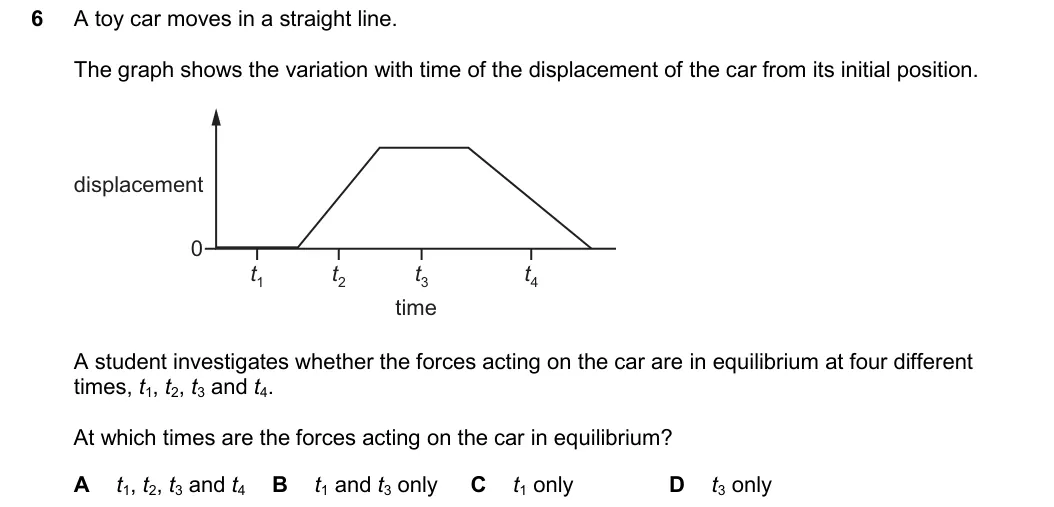 6 A toy car moves in a straight line.
The graph shows the variation with time of the displacement of the car from its initial position.
displacement
0
t₁ t₂ t₃ t₄
time
A student investigates whether the forces acting on the car are in equilibrium at four different
times, t₁, t₂, t₃ and t₄.
At which times are the forces acting on the car in equilibrium?
A t₁, t₂, t₃ and t₄ B t₁ and t₃ only C t₁ only D t₃ only